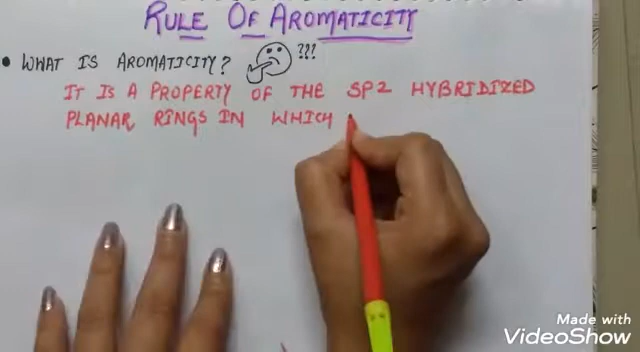 RULE OF AROMATICITY
• WHAT IS AROMATICITY? ???
IT IS A PROPERTY OF THE SP2 HYBRIDIZED
PLANAR RINGS IN WHICH
Made with
VideoShow